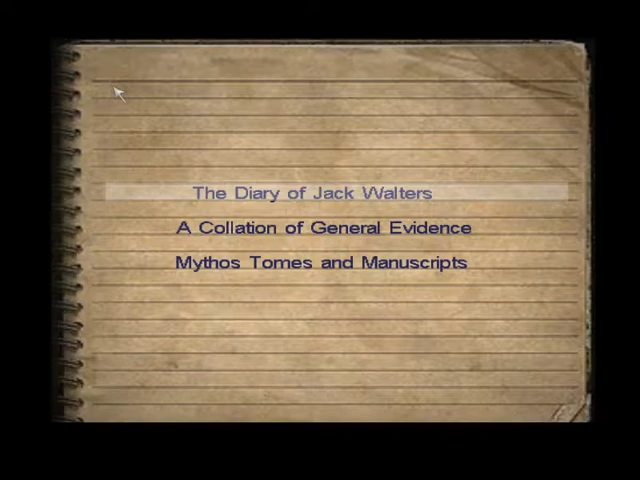 The Diary of Jack Walters
A Collation of General Evidence
Mythos Tomes and Manuscripts